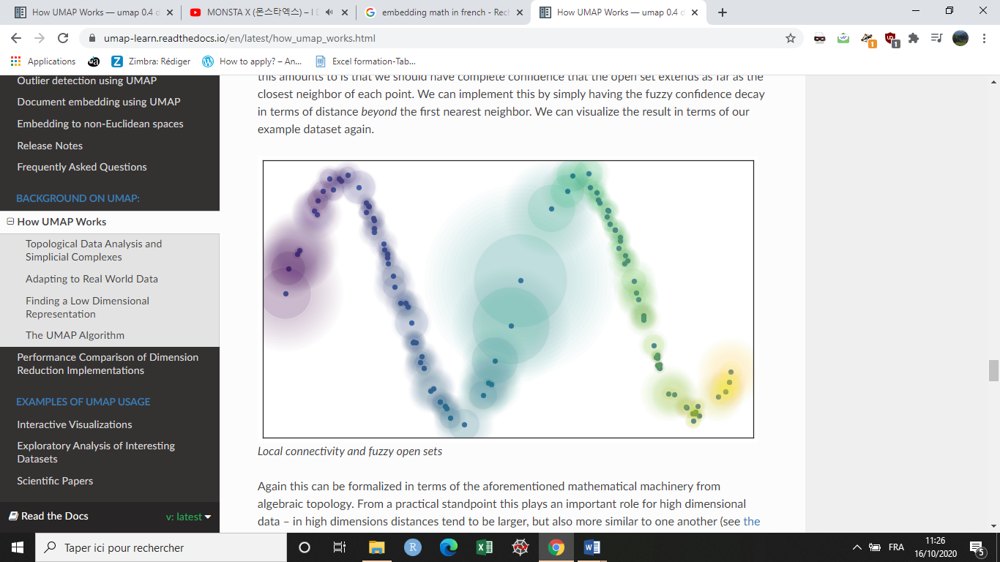 How UMAP Works — umap 0.4 d
MONSTA X (몬스타엑스) – I D
embedding math in french - Rech
How UMAP Works — umap 0.4 d
umap-learn.readthedocs.io/en/latest/how_umap_works.html
1
1
Applications
Zimbra: Rédiger
How to apply? – An...
Excel formation-Tab...
Outlier detection using UMAP
Document embedding using UMAP
Embedding to non-Euclidean spaces
Release Notes
Frequently Asked Questions
BACKGROUND ON UMAP:
How UMAP Works
Topological Data Analysis and
Simplicial Complexes
Adapting to Real World Data
Finding a Low Dimensional
Representation
The UMAP Algorithm
Performance Comparison of Dimension
Reduction Implementations
EXAMPLES OF UMAP USAGE
Interactive Visualizations
Exploratory Analysis of Interesting
Datasets
Scientific Papers
Read the Docs
v: latest
this amounts to is that we should have complete confidence that the open set extends as far as the
closest neighbor of each point. We can implement this by simply having the fuzzy confidence decay
in terms of distance beyond the first nearest neighbor. We can visualize the result in terms of our
example dataset again.
Local connectivity and fuzzy open sets
Again this can be formalized in terms of the aforementioned mathematical machinery from
algebraic topology. From a practical standpoint this plays an important role for high dimensional
data – in high dimensions distances tend to be larger, but also more similar to one another (see the
Taper ici pour rechercher
FRA
11:26
16/10/2020
5